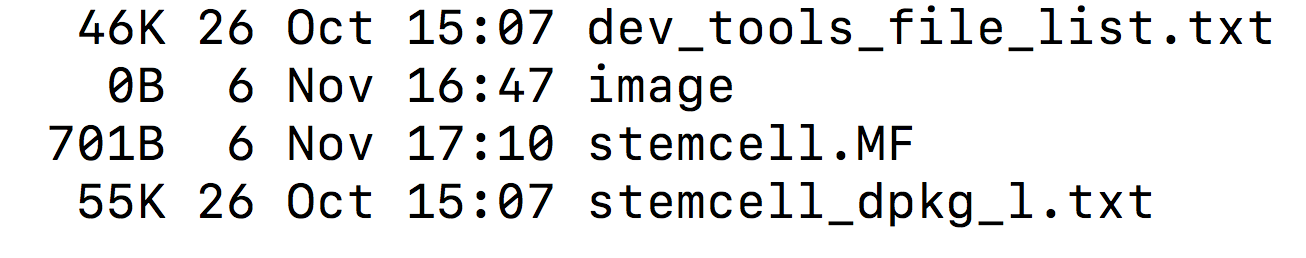 46K 26 Oct 15:07 dev_tools_file_list.txt
0B 6 Nov 16:47 image
701B 6 Nov 17:10 stemcell.MF
55K 26 Oct 15:07 stemcell_dpkg_l.txt